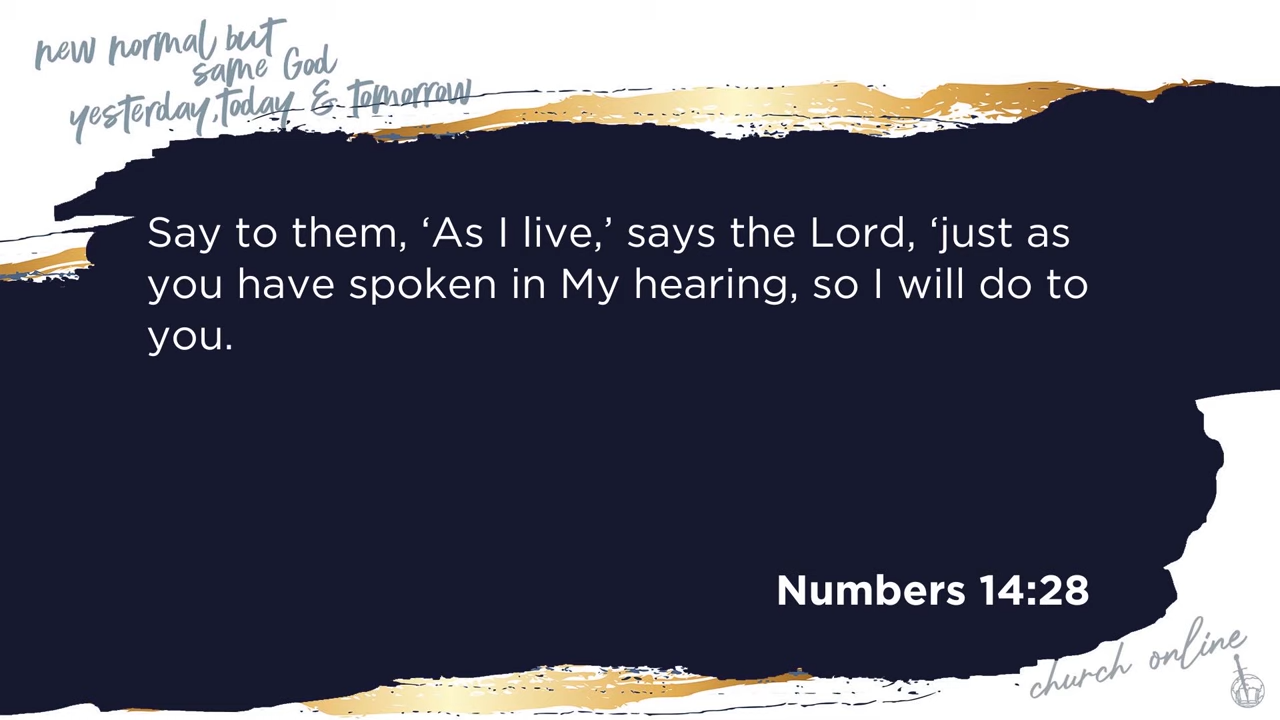 new normal but
same God
yesterday, today & tomorrow
Say to them, ‘As I live,’ says the Lord, ‘just as
you have spoken in My hearing, so I will do to
you.
Numbers 14:28
church online